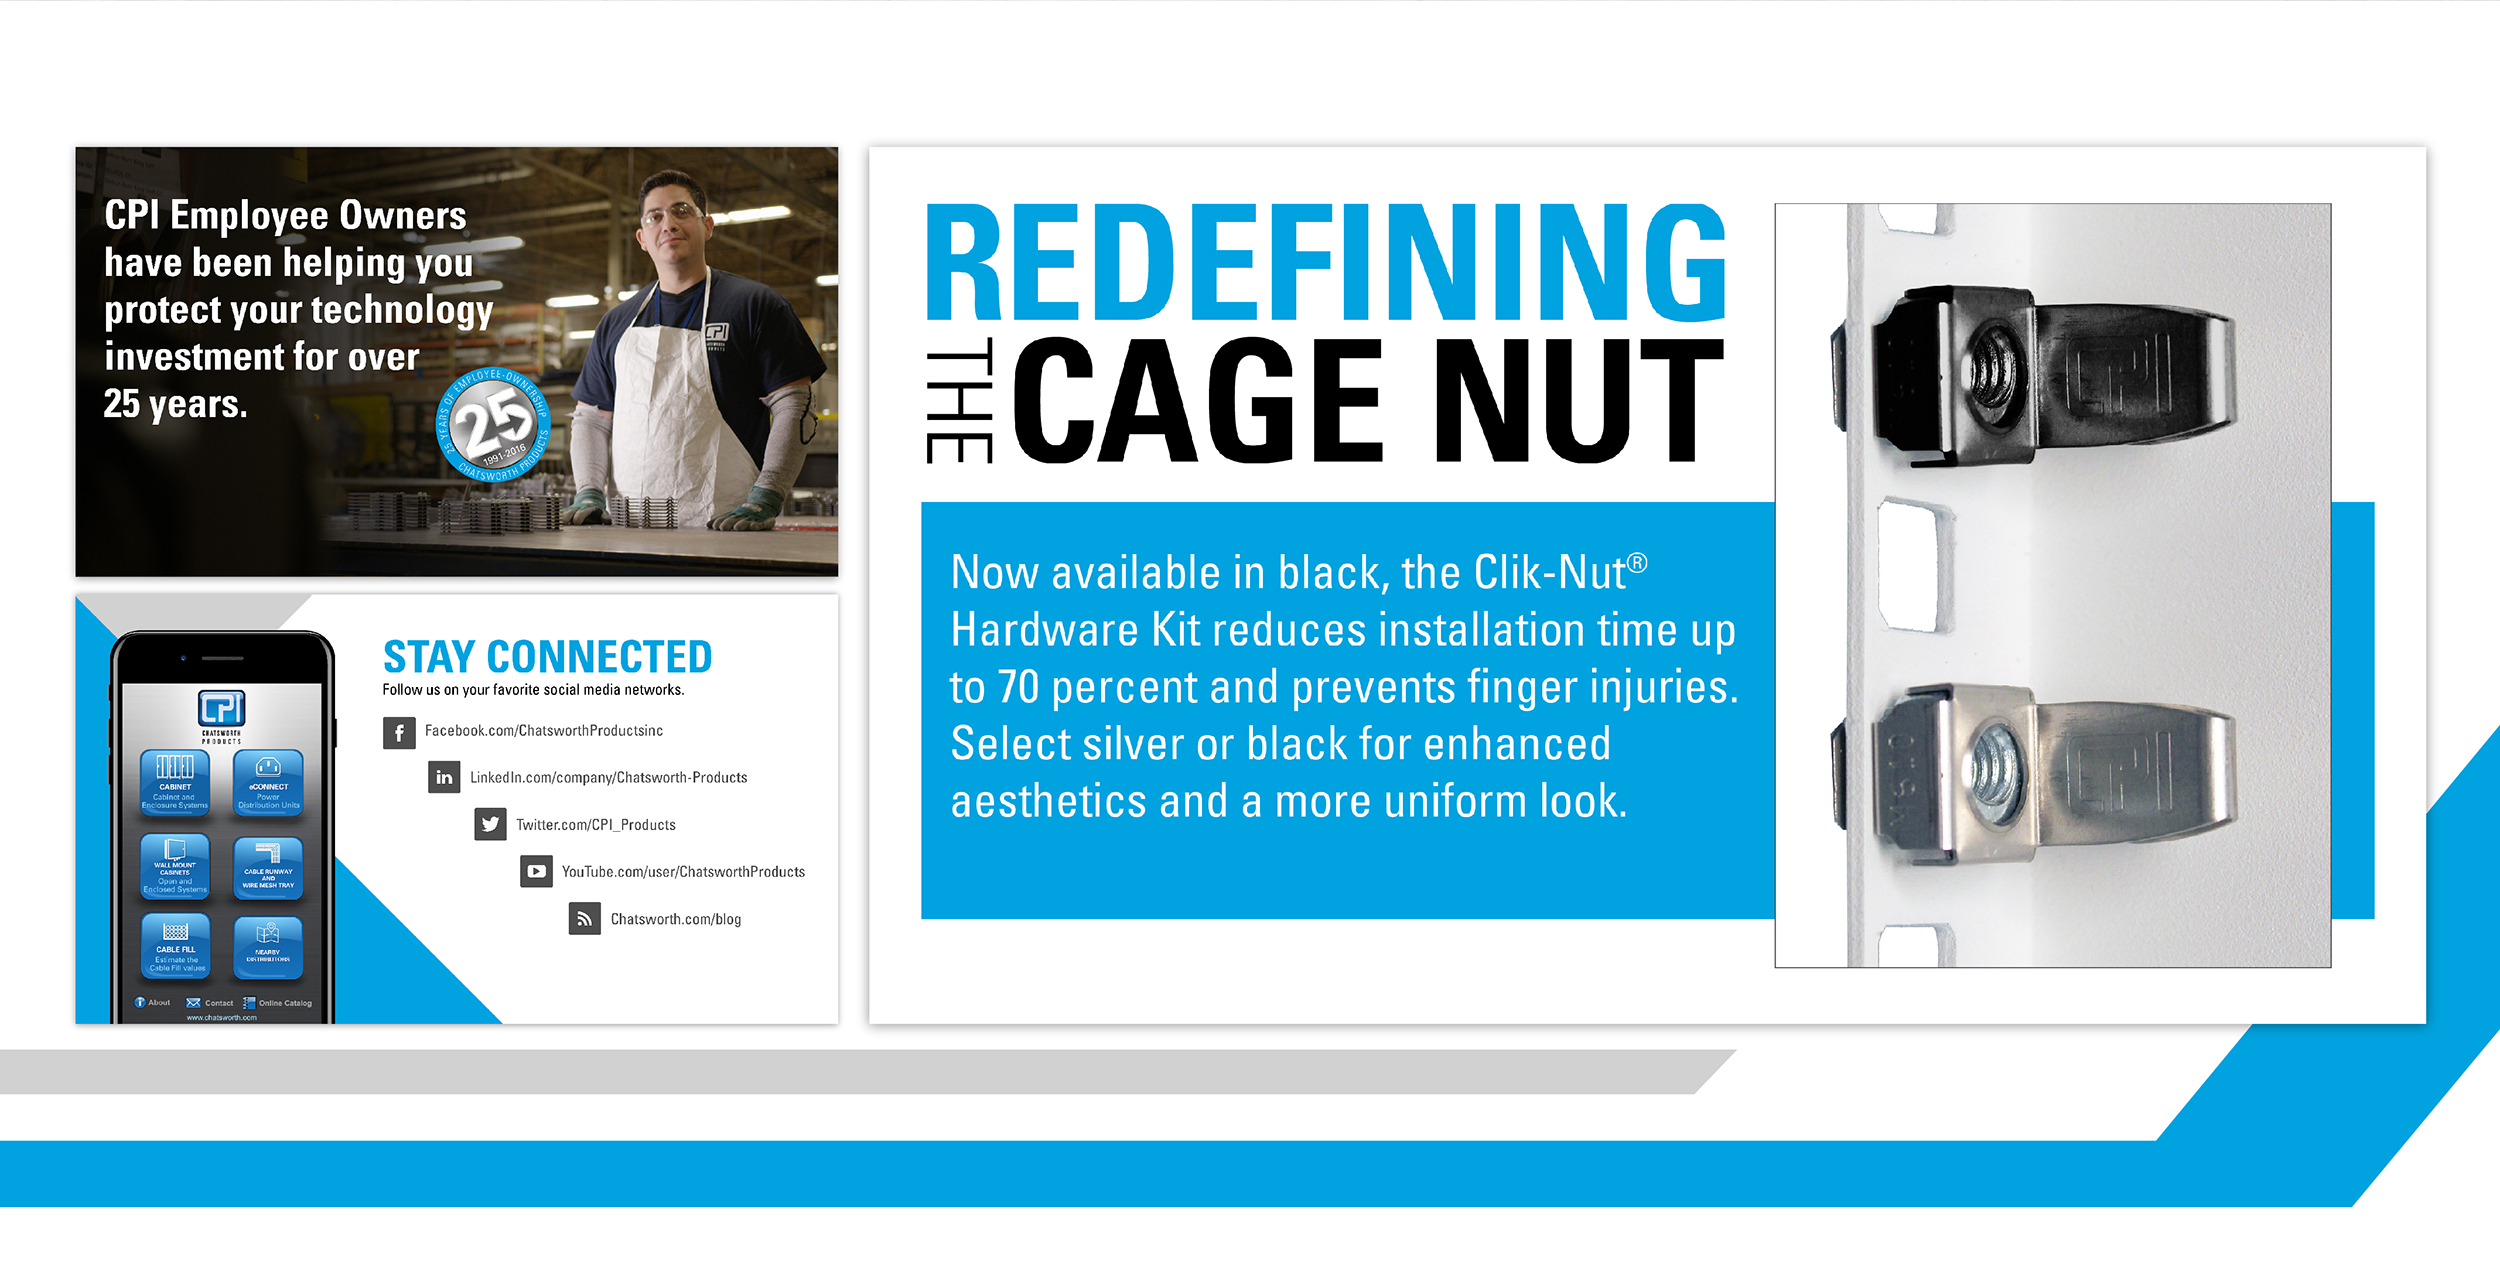 CPI Employee Owners
have been helping you
protect your technology
investment for over
25 years.
25 YEARS OF EMPLOYEE-OWNERSHIP
25
1991-2016
CHATSWORTH PRODUCTS
CPI
CHATSWORTH
PRODUCTS
STAY CONNECTED
Follow us on your favorite social media networks.
Facebook.com/ChatsworthProductsinc
LinkedIn.com/company/Chatsworth-Products
Twitter.com/CPI_Products
YouTube.com/user/ChatsworthProducts
Chatsworth.com/blog
CPI
CHATSWORTH
PRODUCTS
CABINET
Cabinet and
Enclosure Systems
eCONNECT
Power
Distribution Units
WALL MOUNT
CABINETS
Open and
Enclosed Systems
CABLE RUNWAY
AND
WIRE MESH TRAY
CABLE FILL
Estimate the
Cable Fill values
NEARBY
DISTRIBUTORS
About
Contact
Online Catalog
www.chatsworth.com
REDEFINING
THE CAGE NUT
Now available in black, the Clik-Nut®
Hardware Kit reduces installation time up
to 70 percent and prevents finger injuries.
Select silver or black for enhanced
aesthetics and a more uniform look.
CPI
CPI